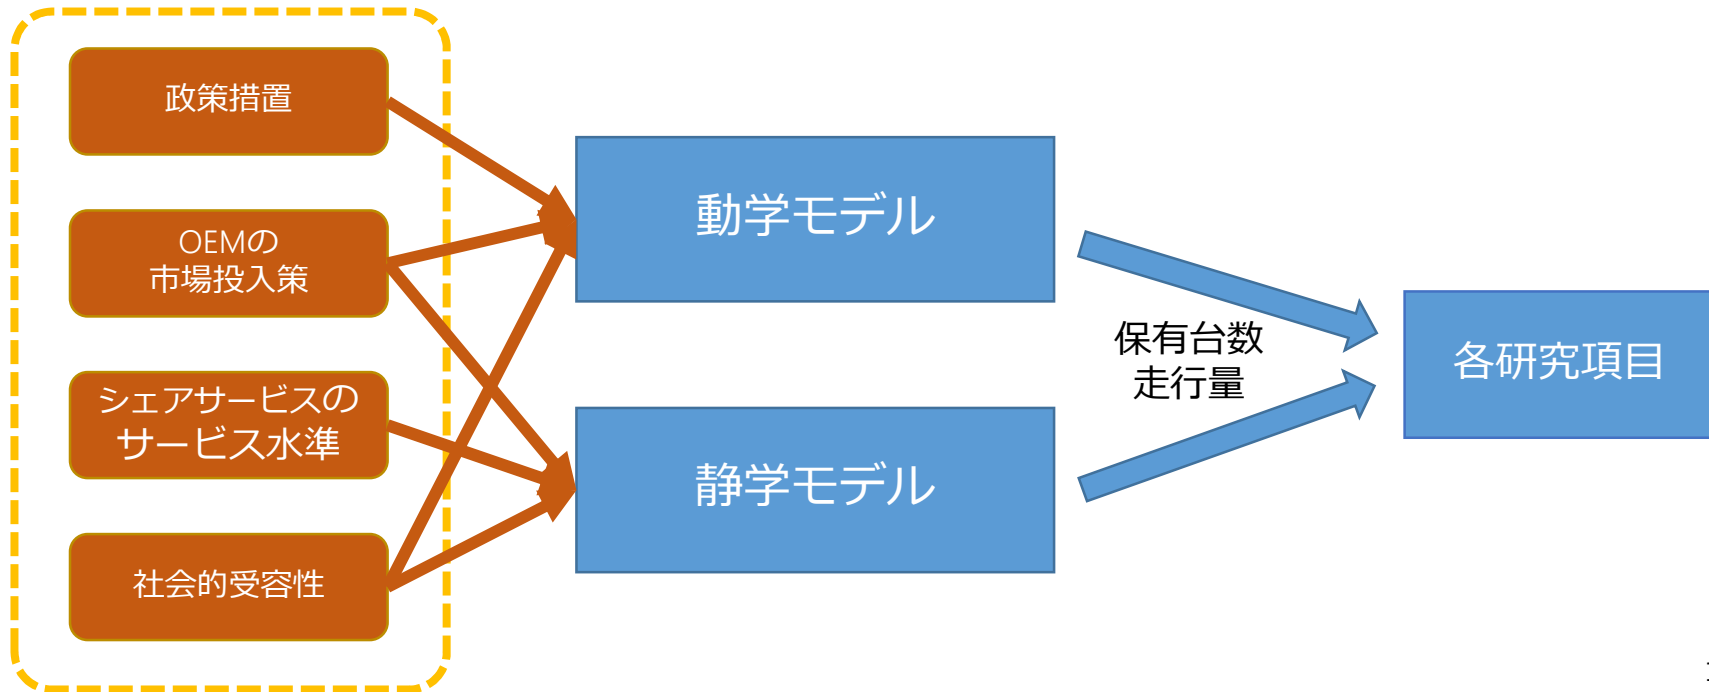 政策措置
OEMの
市場投入策
シェアサービスの
サービス水準
社会的受容性
動学モデル
静学モデル
保有台数
走行量
各研究項目